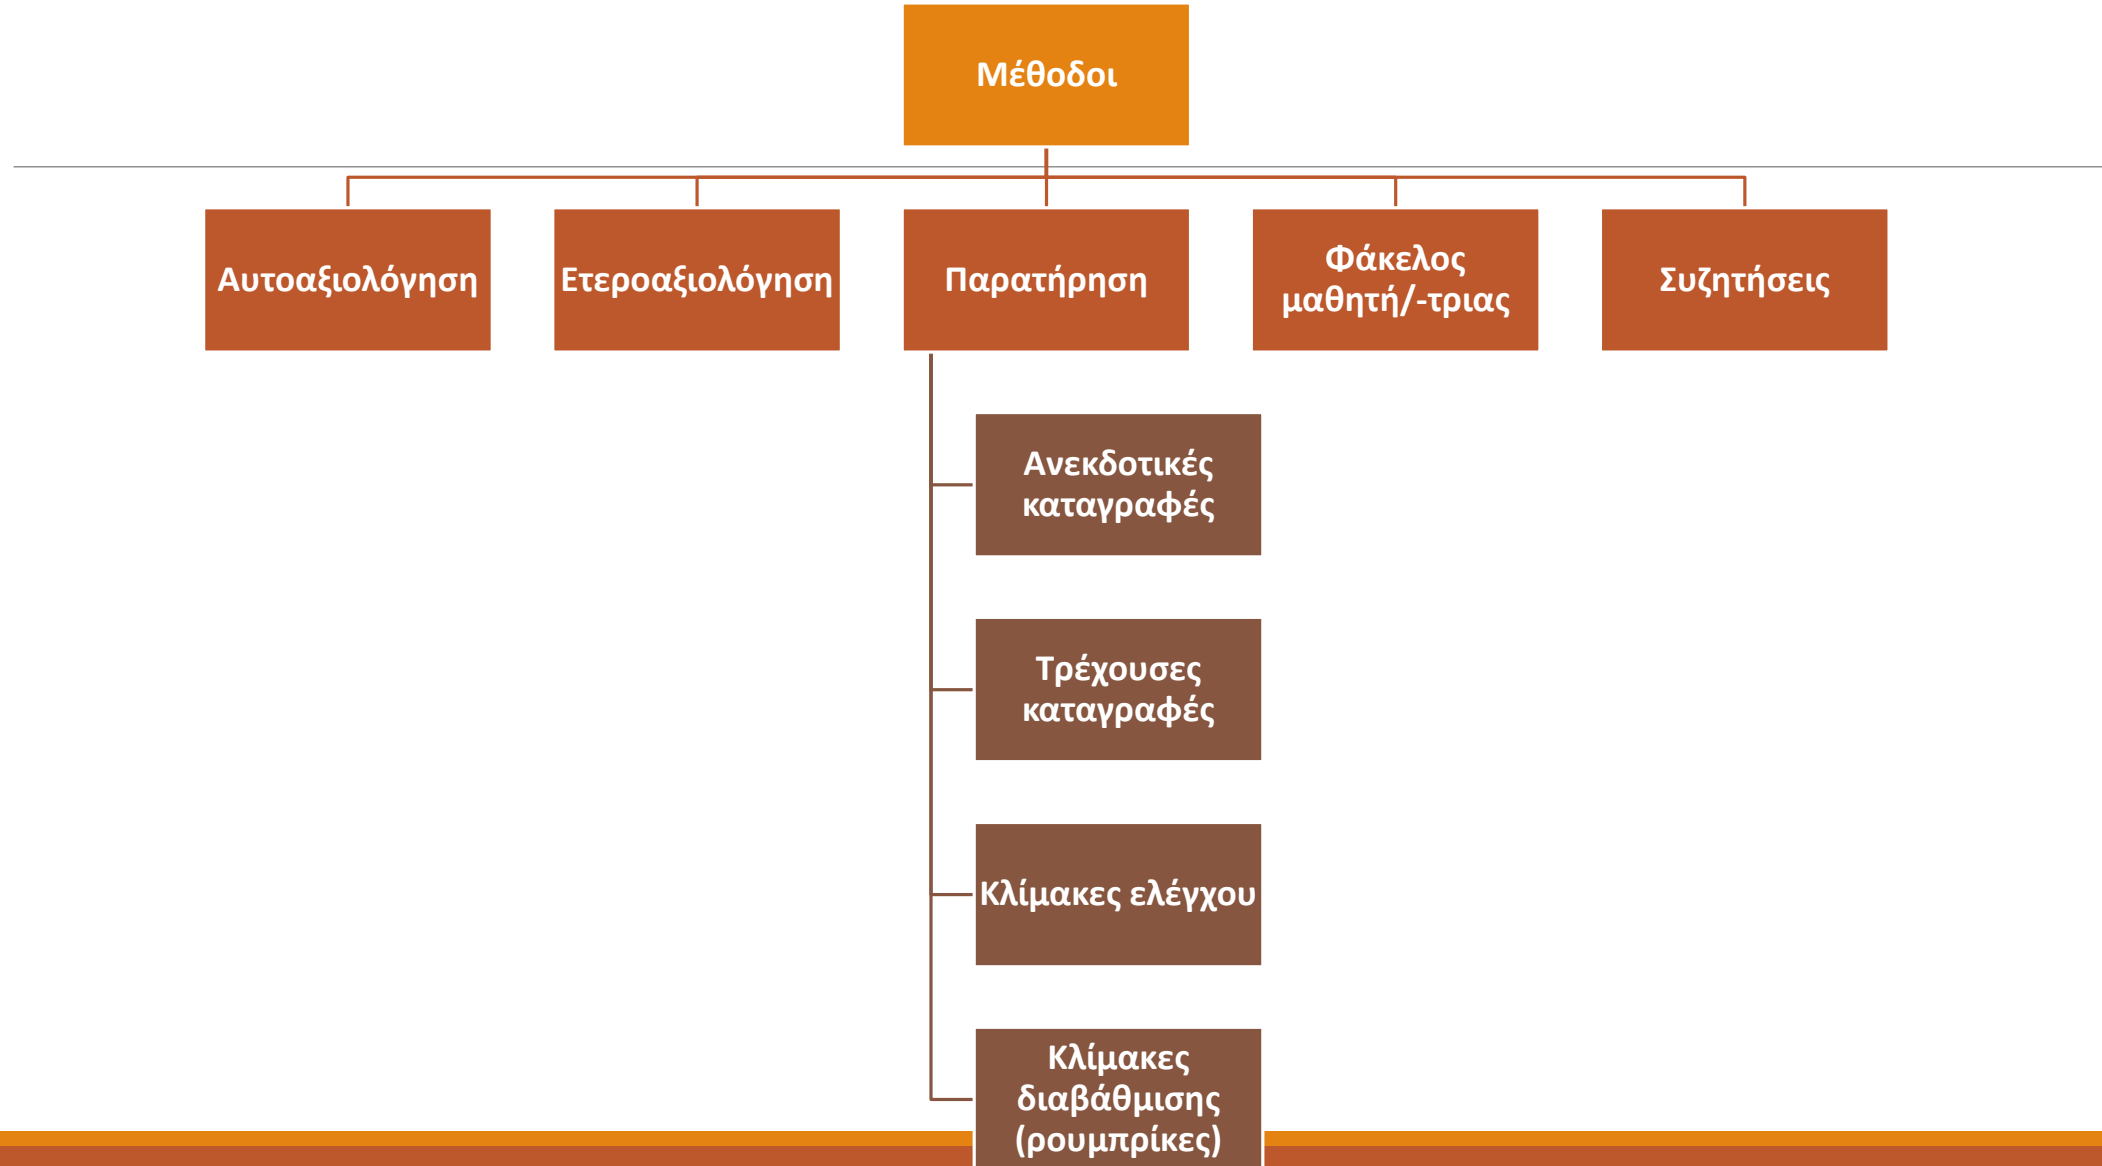 Μέθοδοι
Αυτοαξιολόγηση
Ετεροαξιολόγηση
Παρατήρηση
Φάκελος
μαθητή/-τριας
Συζητήσεις
Ανεκδοτικές
καταγραφές
Τρέχουσες
καταγραφές
Κλίμακες ελέγχου
Κλίμακες
διαβάθμισης
(ρουμπρίκες)